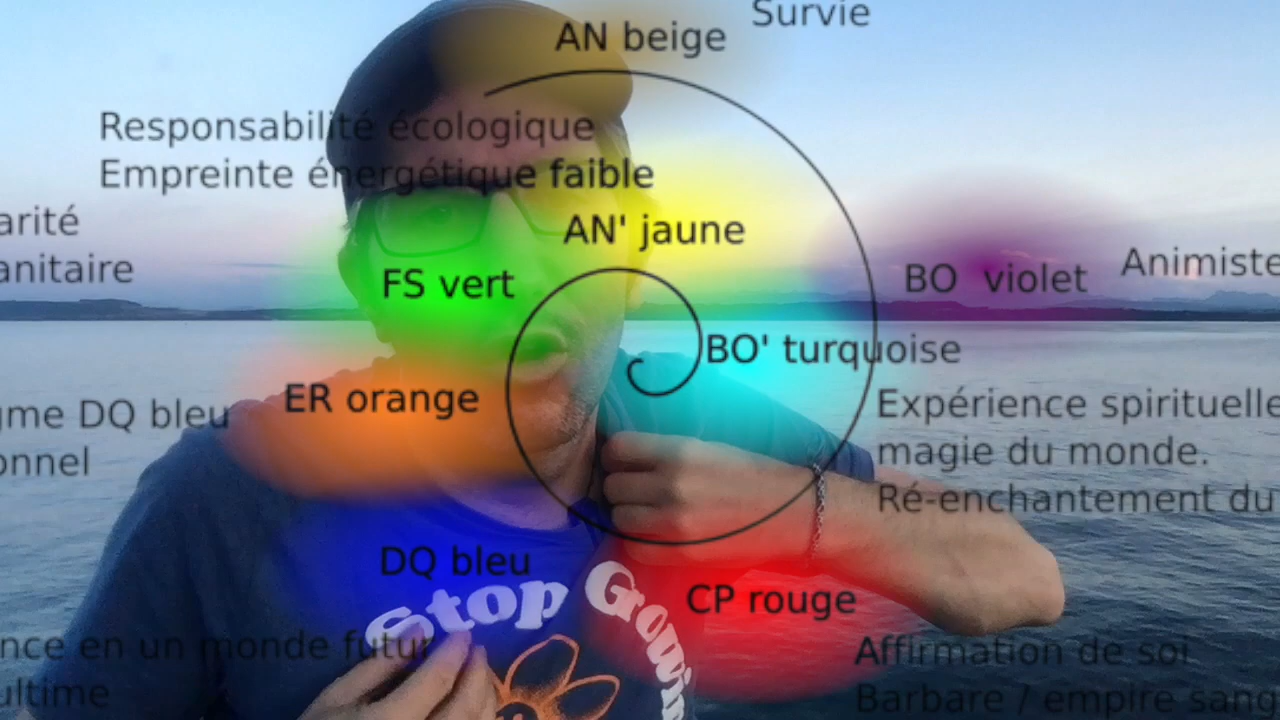 Survie
AN beige
Responsabilité écologique
Empreinte énergétique faible
arité
anitaire
AN' jaune
FS vert
BO violet
Animiste
BO' turquoise
ER orange
gme DQ bleu
onnel
Expérience spirituelle
magie du monde.
Ré-enchantement du
DQ bleu
Stop Growin
CP rouge
nce en un monde futur
ultime
Affirmation de soi
Barbare / empire sang